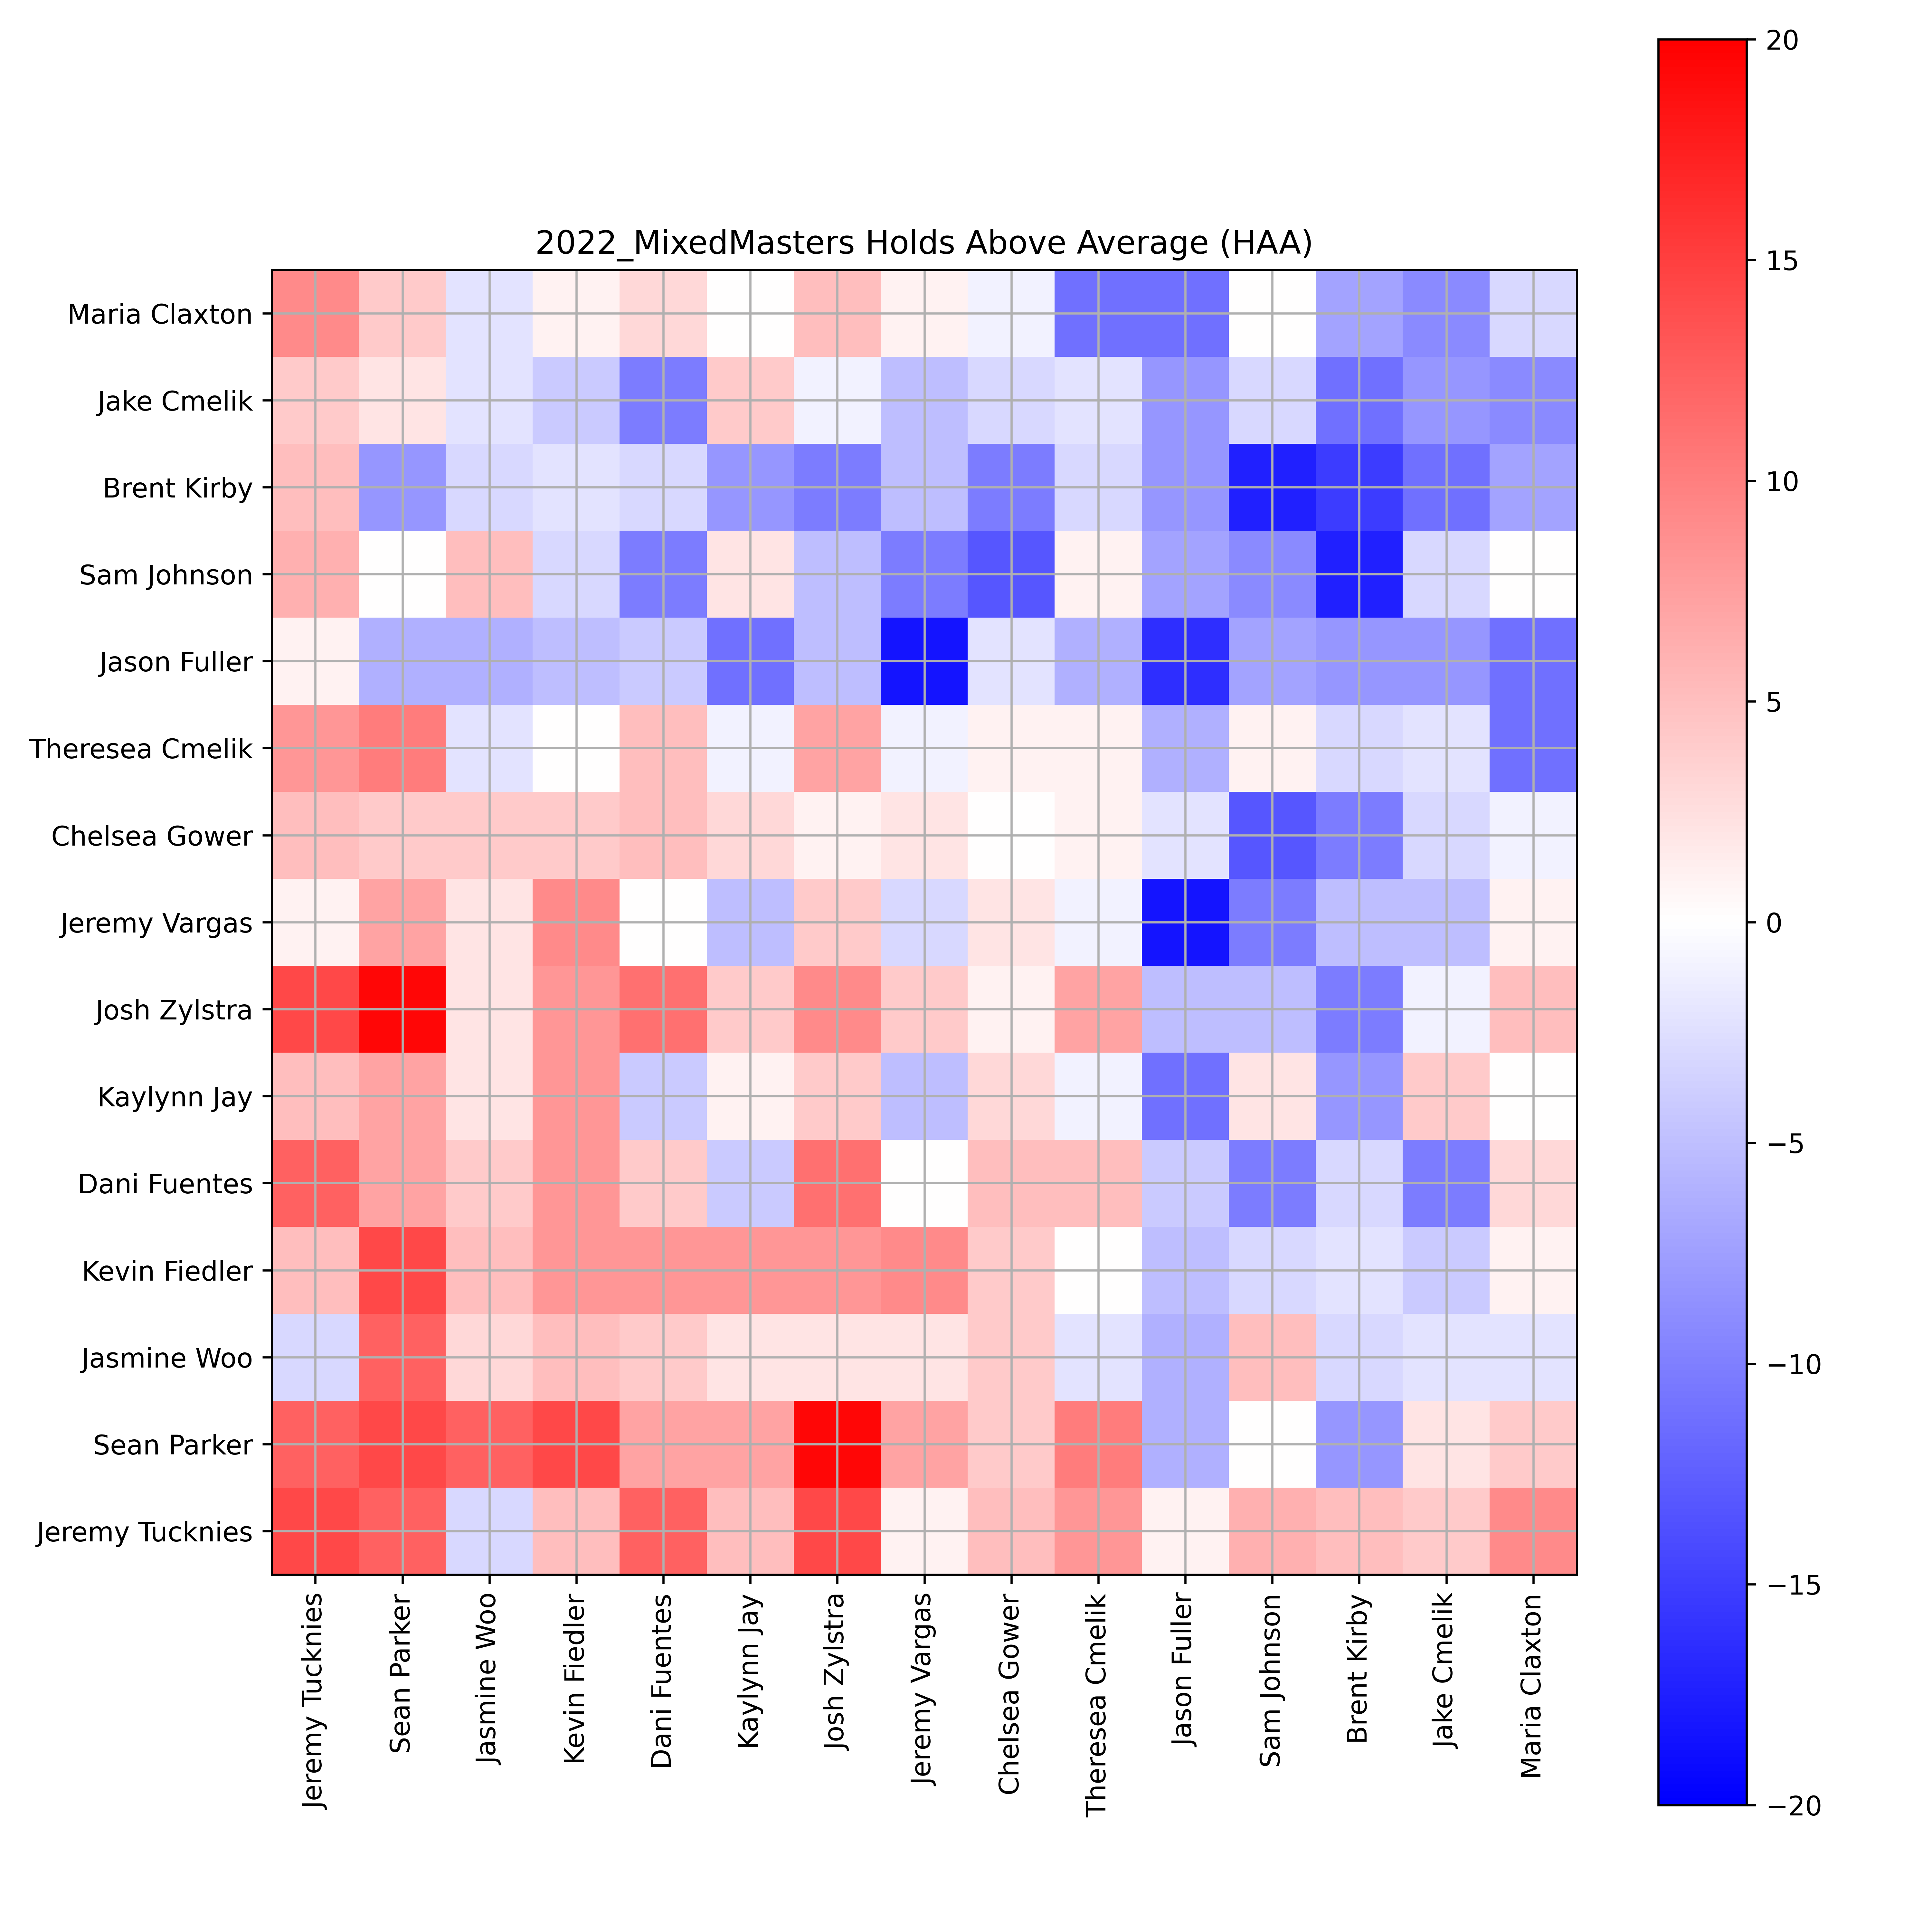 2022_MixedMasters Holds Above Average (HAA)
Maria Claxton
Jake Cmelik
Brent Kirby
Sam Johnson
Jason Fuller
Theresea Cmelik
Chelsea Gower
Jeremy Vargas
Josh Zylstra
Kaylynn Jay
Dani Fuentes
Kevin Fiedler
Jasmine Woo
Sean Parker
Jeremy Tucknies
Jeremy Tucknies
Sean Parker
Jasmine Woo
Kevin Fiedler
Dani Fuentes
Kaylynn Jay
Josh Zylstra
Jeremy Vargas
Chelsea Gower
Theresea Cmelik
Jason Fuller
Sam Johnson
Brent Kirby
Jake Cmelik
Maria Claxton
20
15
10
5
0
−5
−10
−15
−20